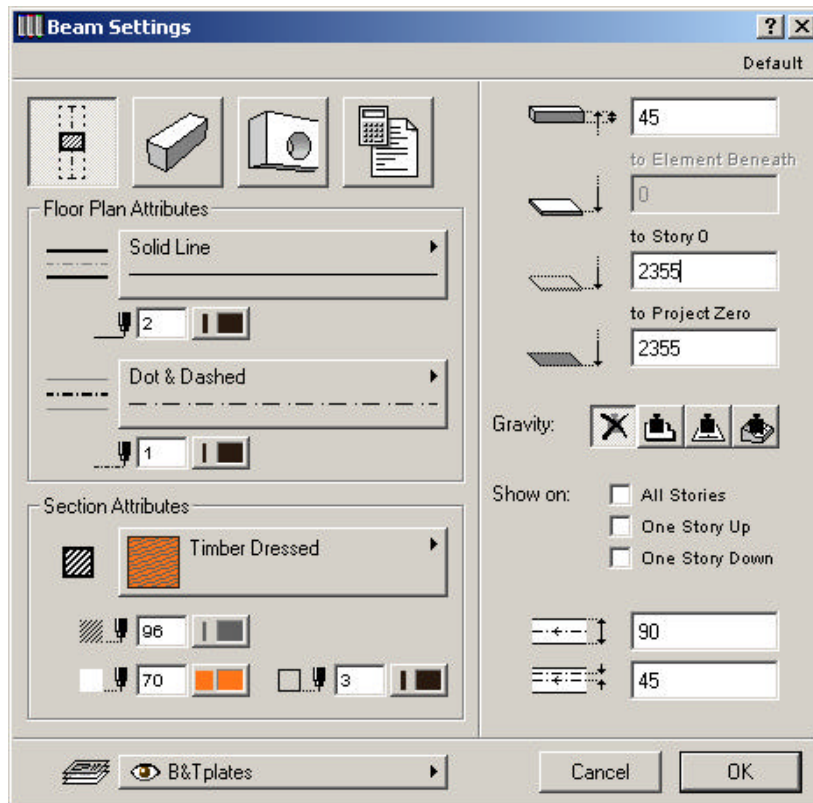 Beam Settings
Default
Floor Plan Attributes
Solid Line
2
Dot & Dashed
1
Section Attributes
Timber Dressed
96
70
3
45
to Element Beneath
0
to Story 0
2355
to Project Zero
2355
Gravity:
Show on:
All Stories
One Story Up
One Story Down
90
45
B&Tplates
Cancel
OK